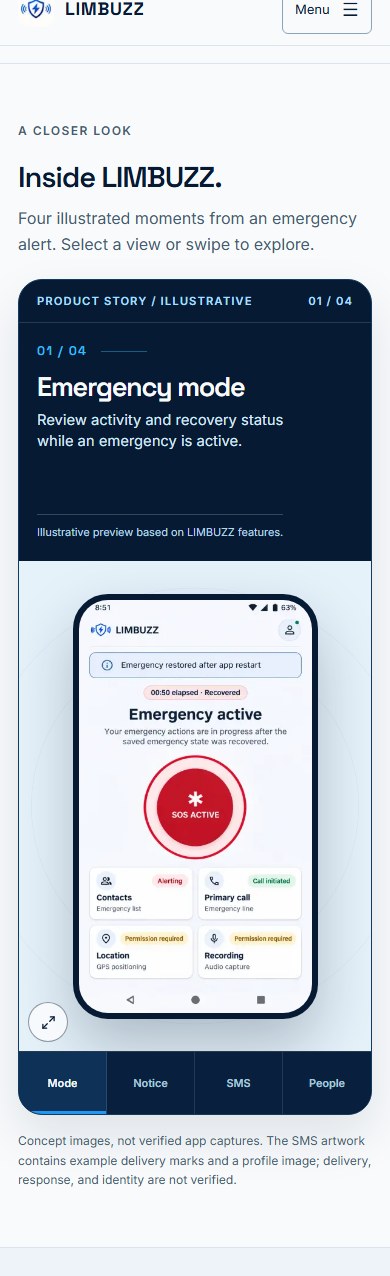 LIMBUZZ
Menu
A CLOSER LOOK
Inside LIMBUZZ.
Four illustrated moments from an emergency
alert. Select a view or swipe to explore.
PRODUCT STORY / ILLUSTRATIVE 01 / 04
01 / 04
Emergency mode
Review activity and recovery status
while an emergency is active.
Illustrative preview based on LIMBUZZ features.
8:51 63%
LIMBUZZ
Emergency restored after app restart
00:50 elapsed · Recovered
Emergency active
Your emergency actions are in progress after the
saved emergency state was recovered.
SOS ACTIVE
Alerting
Contacts
Emergency list
Call initiated
Primary call
Emergency line
Permission required
Location
GPS positioning
Permission required
Recording
Audio capture
Mode Notice SMS People
Concept images, not verified app captures. The SMS artwork
contains example delivery marks and a profile image; delivery,
response, and identity are not verified.